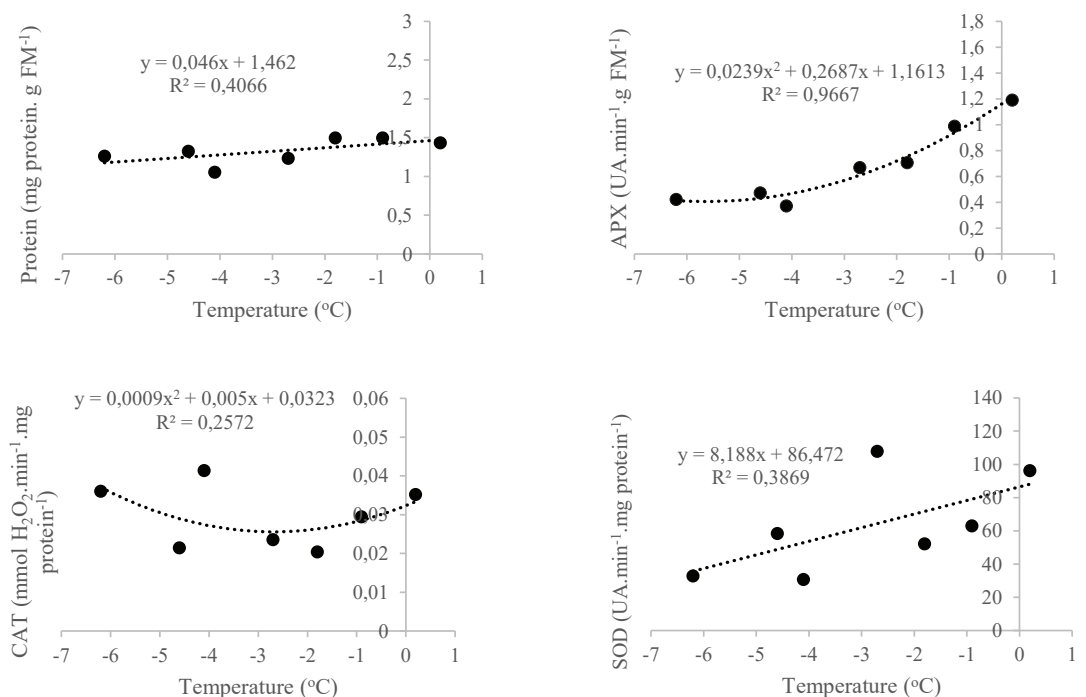 Protein (mg protein. g FM⁻¹)
y = 0,046x + 1,462
R² = 0,4066
3
2,5
2
1,5
1
0,5
0
-7 -6 -5 -4 -3 -2 -1 0 1
Temperature (ºC)
APX (UA.min⁻¹.g FM⁻¹)
y = 0,0239x² + 0,2687x + 1,1613
R² = 0,9667
1,8
1,6
1,4
1,2
1
0,8
0,6
0,4
0,2
0
-7 -6 -5 -4 -3 -2 -1 0 1
Temperature (ºC)
CAT (mmol H₂O₂.min⁻¹.mg
protein⁻¹)
y = 0,0009x² + 0,005x + 0,0323
R² = 0,2572
0,06
0,05
0,04
0,03
0,02
0,01
0
-7 -6 -5 -4 -3 -2 -1 0 1
Temperature (ºC)
SOD (UA.min⁻¹.mg protein⁻¹)
y = 8,188x + 86,472
R² = 0,3869
140
120
100
80
60
40
20
0
-7 -6 -5 -4 -3 -2 -1 0 1
Temperature (ºC)